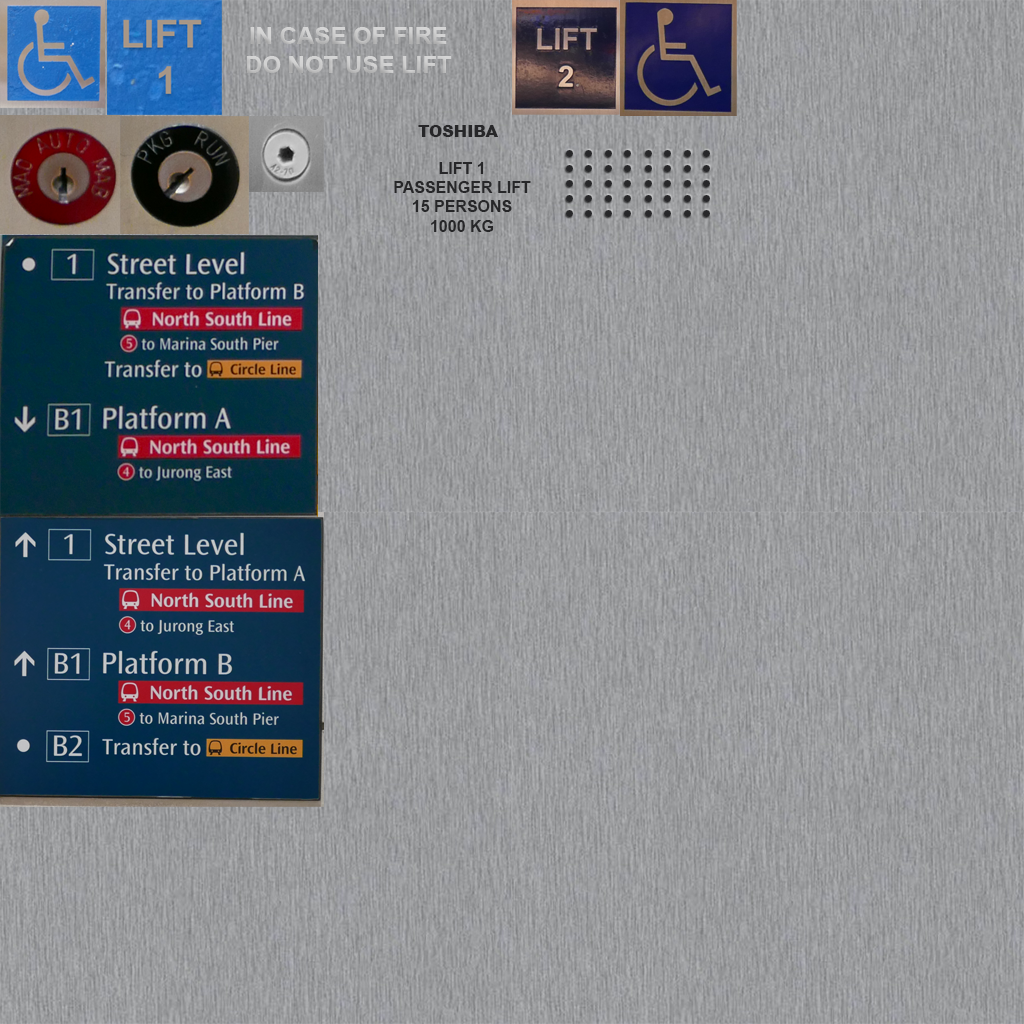 LIFT
1
IN CASE OF FIRE
DO NOT USE LIFT
LIFT
2
MAO AUTO MAB
PKG RUN
TOSHIBA
LIFT 1
PASSENGER LIFT
15 PERSONS
1000 KG
1 Street Level
Transfer to Platform B
North South Line
5 to Marina South Pier
Transfer to Circle Line
B1 Platform A
North South Line
4 to Jurong East
1 Street Level
Transfer to Platform A
North South Line
4 to Jurong East
B1 Platform B
North South Line
5 to Marina South Pier
B2 Transfer to Circle Line